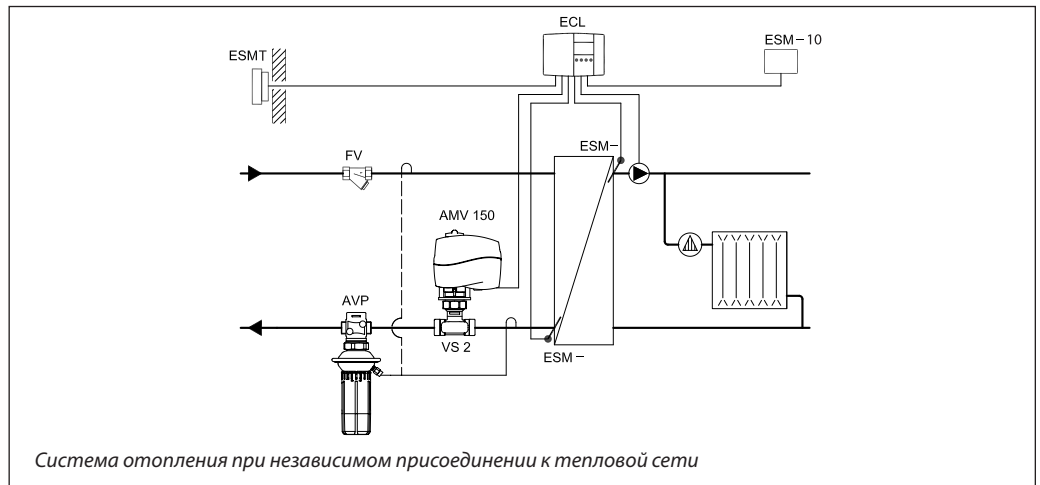 ECL
ESMT
ESM-10
FV
ESM-
AMV 150
AVP
VS 2
ESM-
Система отопления при независимом присоединении к тепловой сети